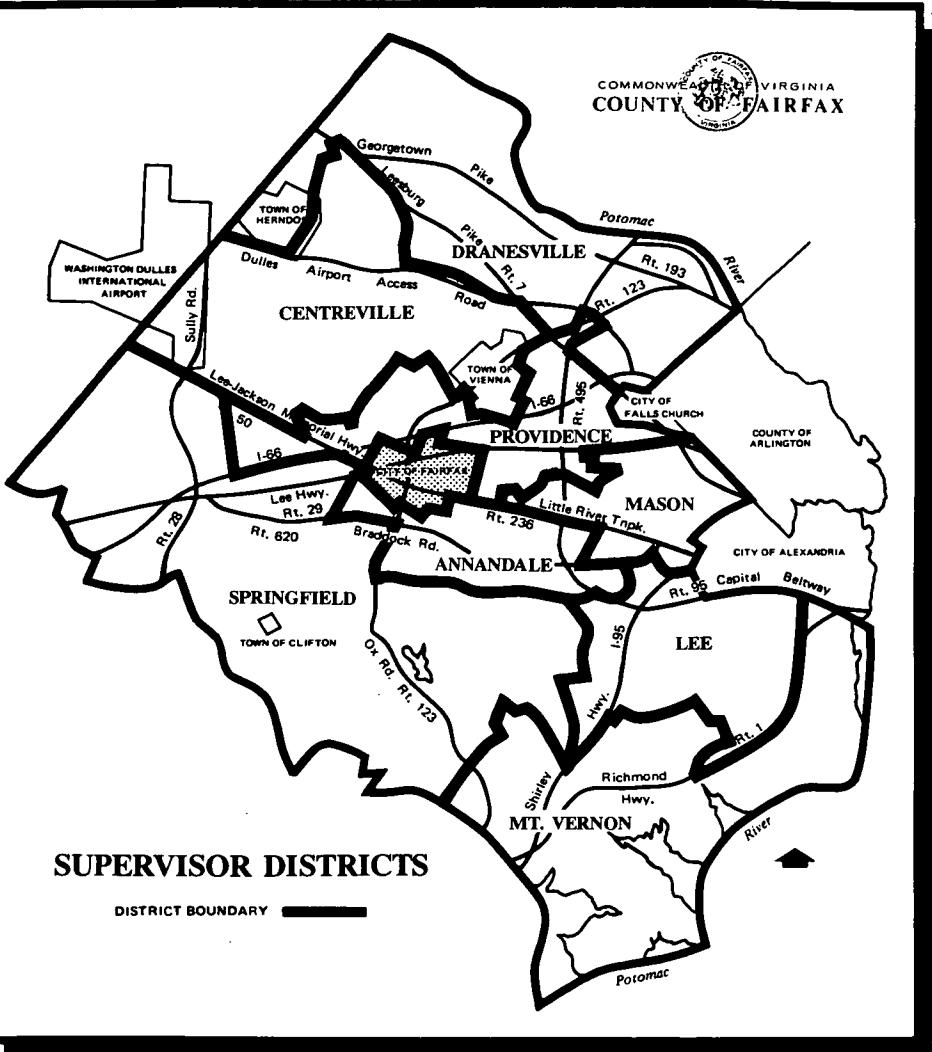 COMMONWEALTH OF VIRGINIA
COUNTY OF FAIRFAX
COUNTY OF FAIRFAX
VIRGINIA
Georgetown
Pike
Leesburg
Pike
Rt. 7
Potomac
River
TOWN OF
HERNDON
DRANESVILLE
Rt. 193
Rt. 123
WASHINGTON DULLES
INTERNATIONAL
AIRPORT
Dulles
Airport
Access
Road
Sully Rd.
CENTREVILLE
TOWN OF
VIENNA
Rt. 495
I-66
CITY OF
FALLS CHURCH
Lee-Jackson Memorial Hwy.
50
I-66
PROVIDENCE
COUNTY OF
ARLINGTON
CITY OF FAIRFAX
Lee Hwy.
Rt. 29
MASON
Little River Tnpk.
Rt. 236
Rt. 28
Rt. 620
Braddock Rd.
CITY OF ALEXANDRIA
ANNANDALE
Rt. 95
Capital
Beltway
SPRINGFIELD
TOWN OF CLIFTON
I-95
LEE
Ox Rd. Rt. 123
Hwy.
Rt. 1
Shirley
Richmond
Hwy.
MT. VERNON
River
SUPERVISOR DISTRICTS
DISTRICT BOUNDARY
Potomac